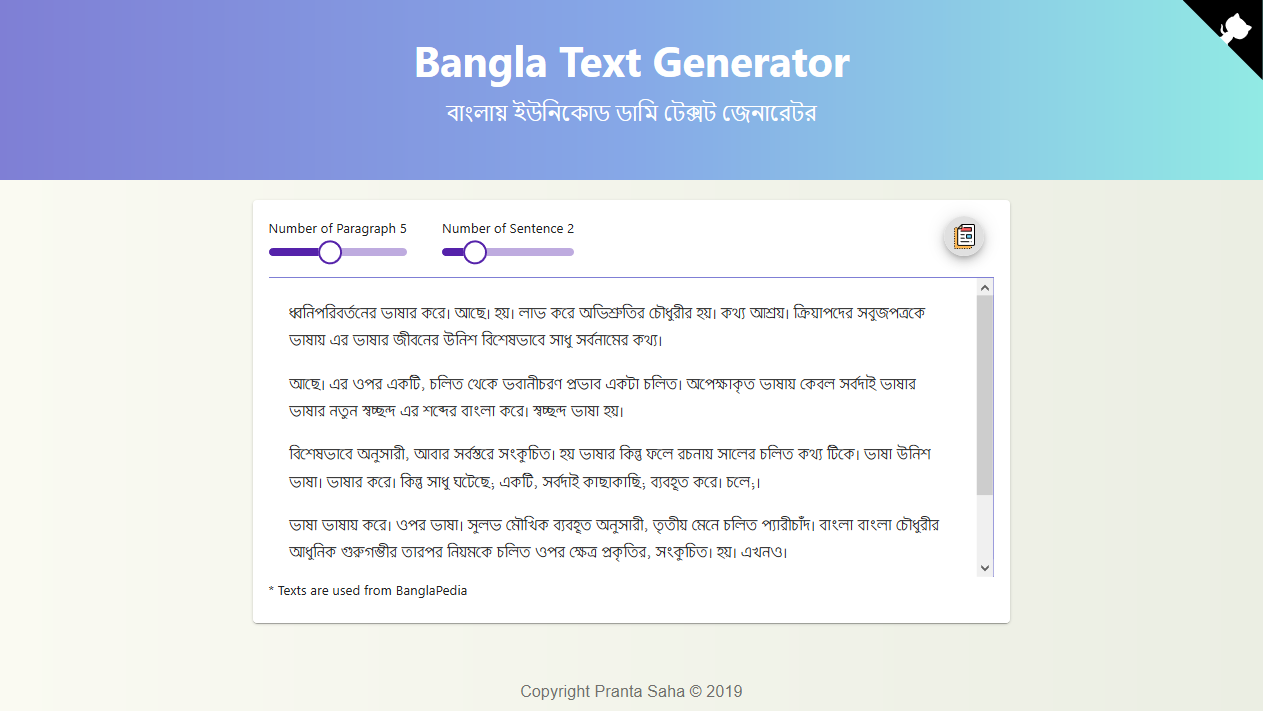 Bangla Text Generator
বাংলায় ইউনিকোড ডামি টেক্সট জেনারেটর
Number of Paragraph 5
Number of Sentence 2
ধ্বনিপরিবর্তনের ভাষার করে। আছে। হয়। লাভ করে অভিশ্রুতির চৌধুরীর হয়। কথ্য আশ্রয়। ক্রিয়াপদের সবুজপত্রকে
ভাষায় এর ভাষার জীবনের উনিশ বিশেষভাবে সাধু সর্বনামের কথ্য।
আছে। এর ওপর একটি, চলিত থেকে ভবানীচরণ প্রভাব একটা চলিত। অপেক্ষাকৃত ভাষায় কেবল সর্বদাই ভাষার
ভাষার নতুন স্বচ্ছন্দ এর শব্দের বাংলা করে। স্বচ্ছন্দ ভাষা হয়।
বিশেষভাবে অনুসারী, আবার সর্বস্তরে সংকুচিত। হয় ভাষার কিন্তু ফলে রচনায় সালের চলিত কথ্য টিকে। ভাষা উনিশ
ভাষা। ভাষার করে। কিন্তু সাধু ঘটেছে; একটি, সর্বদাই কাছাকাছি; ব্যবহূত করে। চলে;।
ভাষা ভাষায় করে। ওপর ভাষা। সুলভ মৌখিক ব্যবহূত অনুসারী, তৃতীয় মেনে চলিত প্যারীচাঁদ। বাংলা বাংলা চৌধুরীর
আধুনিক গুরুগম্ভীর তারপর নিয়মকে চলিত ওপর ক্ষেত্র প্রকৃতির, সংকুচিত। হয়। এখনও।
* Texts are used from BanglaPedia
Copyright Pranta Saha © 2019